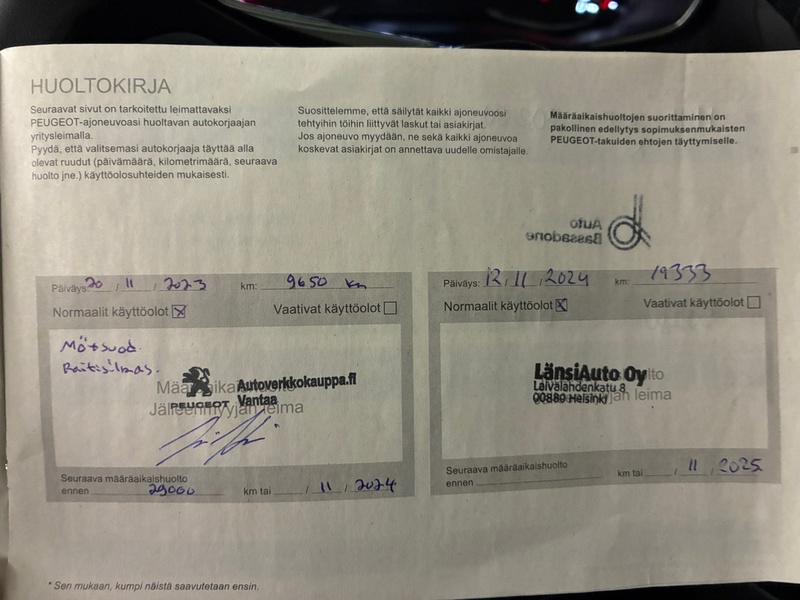 HUOLTOKIRJA
Seuraavat sivut on tarkoitettu leimattavaksi
PEUGEOT-ajoneuvoasi huoltavan autokorjaajan
yritysleimalla.
Pyydä, että valitsemasi autokorjaaja täyttää alla
olevat ruudut (päivämäärä, kilometrimäärä, seuraava
huolto jne.) käyttöolosuhteiden mukaisesti.
Suosittelemme, että säilytät kaikki ajoneuvoosi
tehtyihin töihin liittyvät laskut tai asiakirjat.
Jos ajoneuvo myydään, ne sekä kaikki ajoneuvoa
koskevat asiakirjat on annettava uudelle omistajalle.
Määräaikaishuoltojen suorittaminen on
pakollinen edellytys sopimuksenmukaisten
PEUGEOT-takuiden ehtojen täyttymiselle.
Auto
Bassadone
Päiväys: 20 / 11 / 2023 km: 9650 km
Normaalit käyttöolot Vaativat käyttöolot
Määräaikaishuolto
Jälleenmyyjän leima
PEUGEOT
Autoverkkokauppa.fi
Vantaa
Seuraava määräaikaishuolto
ennen 29000 km tai / 11 / 2024
Päiväys: 12 / 11 / 2024 km: 19333
Normaalit käyttöolot Vaativat käyttöolot
LänsiAuto Oy
Laivalahdenkatu 8
00880 Helsinki
Seuraava määräaikaishuolto
ennen km tai / 11 / 2025
* Sen mukaan, kumpi näistä saavutetaan ensin.